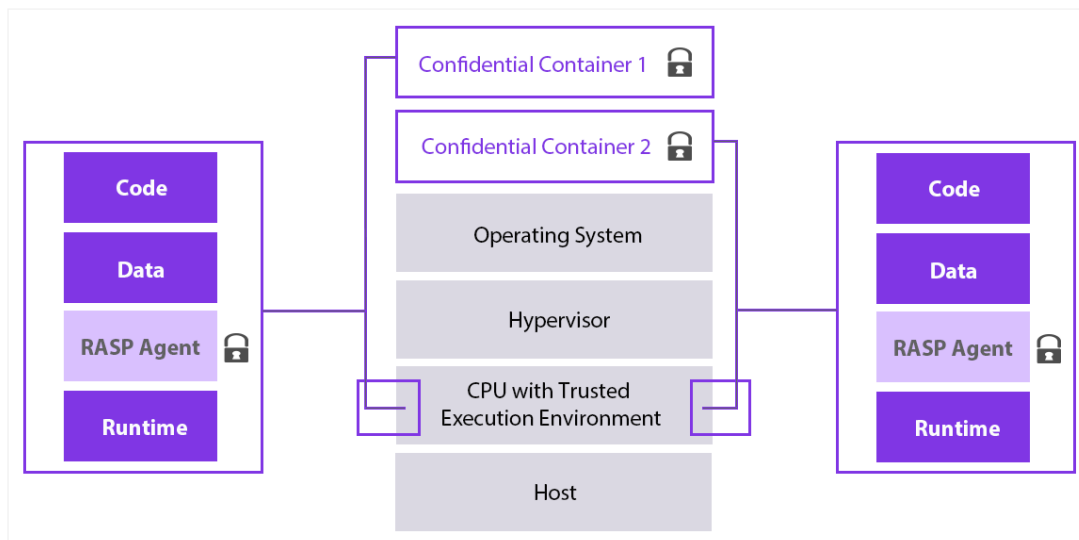 Confidential Container 1
Confidential Container 2
Operating System
Hypervisor
CPU with Trusted
Execution Environment
Host
Code
Data
RASP Agent
Runtime
Code
Data
RASP Agent
Runtime